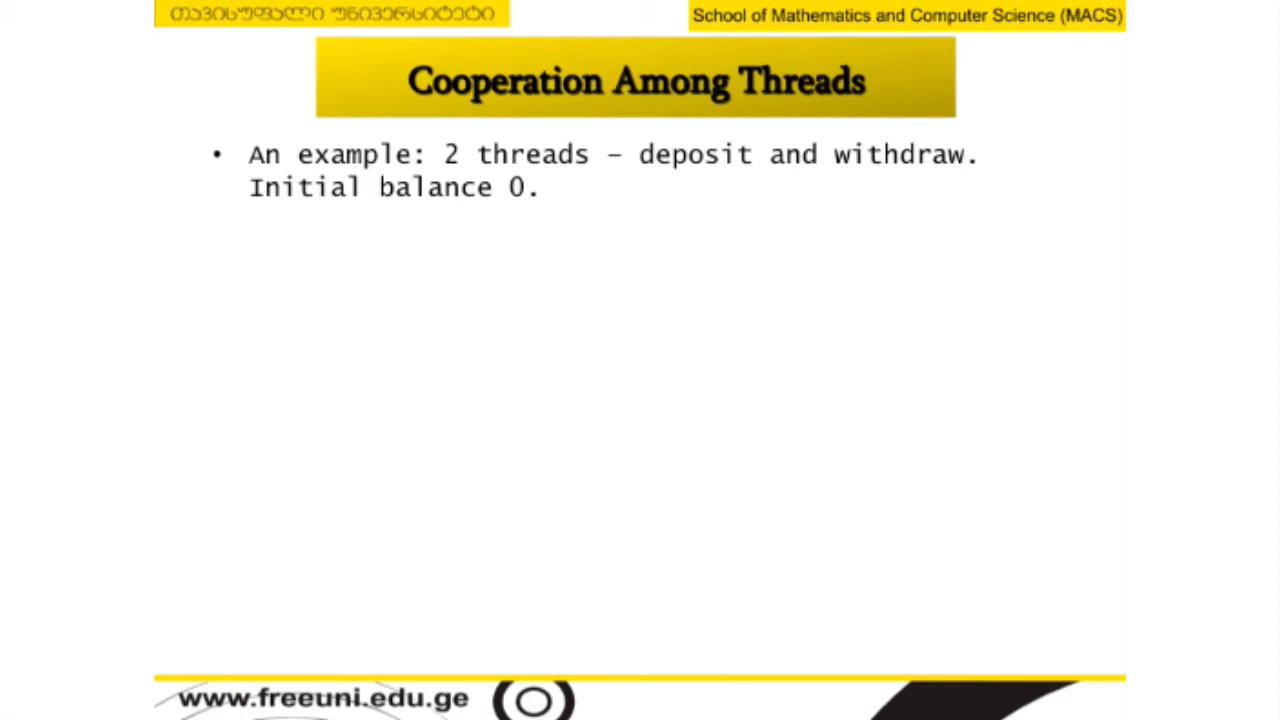 თავისუფალი უნივერსიტეტი
School of Mathematics and Computer Science (MACS)
Cooperation Among Threads
• An example: 2 threads – deposit and withdraw.
Initial balance 0.
www.freeuni.edu.ge